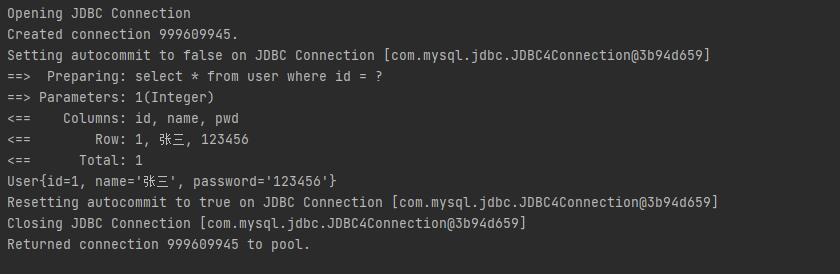 Opening JDBC Connection
Created connection 999609945.
Setting autocommit to false on JDBC Connection [com.mysql.jdbc.JDBC4Connection@3b94d659]
==>  Preparing: select * from user where id = ?
==> Parameters: 1(Integer)
<==    Columns: id, name, pwd
<==        Row: 1, 张三, 123456
<==      Total: 1
User{id=1, name='张三', password='123456'}
Resetting autocommit to true on JDBC Connection [com.mysql.jdbc.JDBC4Connection@3b94d659]
Closing JDBC Connection [com.mysql.jdbc.JDBC4Connection@3b94d659]
Returned connection 999609945 to pool.